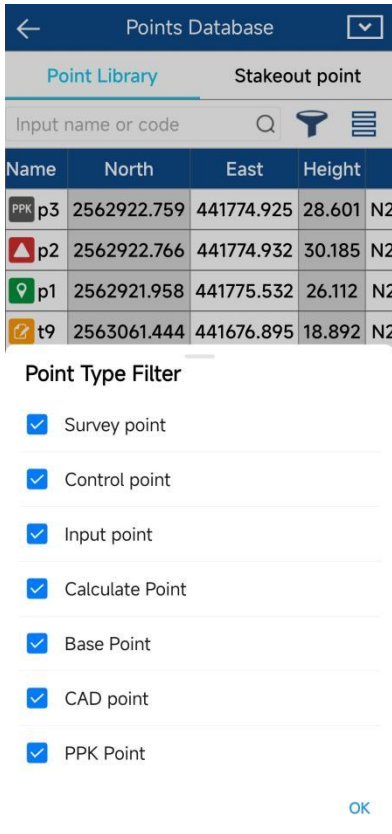 Points Database
Point Library Stakeout point
Input name or code
Name North East Height
PPK p3 2562922.759 441774.925 28.601 N2
p2 2562922.766 441774.932 30.185 N2
p1 2562921.958 441775.532 26.112 N2
t9 2563061.444 441676.895 18.892 N2
Point Type Filter
Survey point
Control point
Input point
Calculate Point
Base Point
CAD point
PPK Point
OK